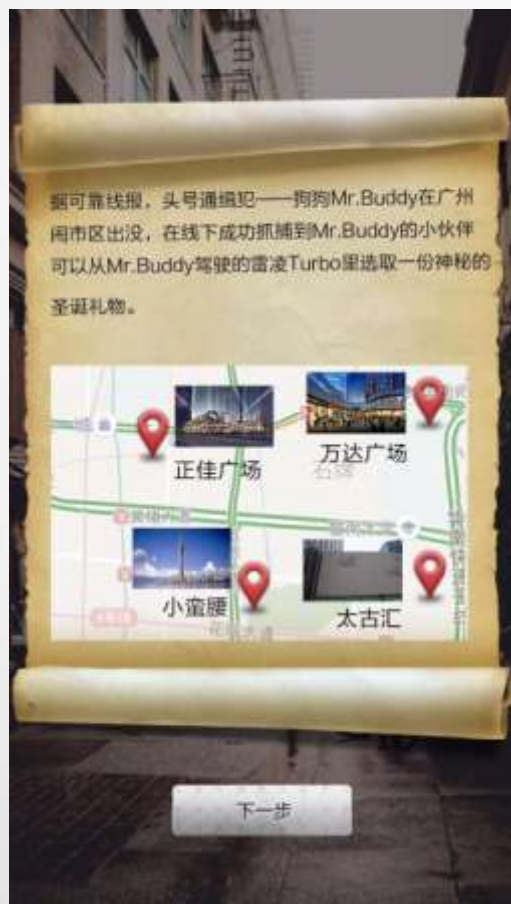 据可靠线报，头号通缉犯——狗狗Mr.Buddy在广州
闹市区出没，在线下成功抓捕到Mr.Buddy的小伙伴
可以从Mr.Buddy驾驶的雷凌Turbo里选取一份神秘的
圣诞礼物。
正佳广场
万达广场
石牌
小蛮腰
太古汇
下一步